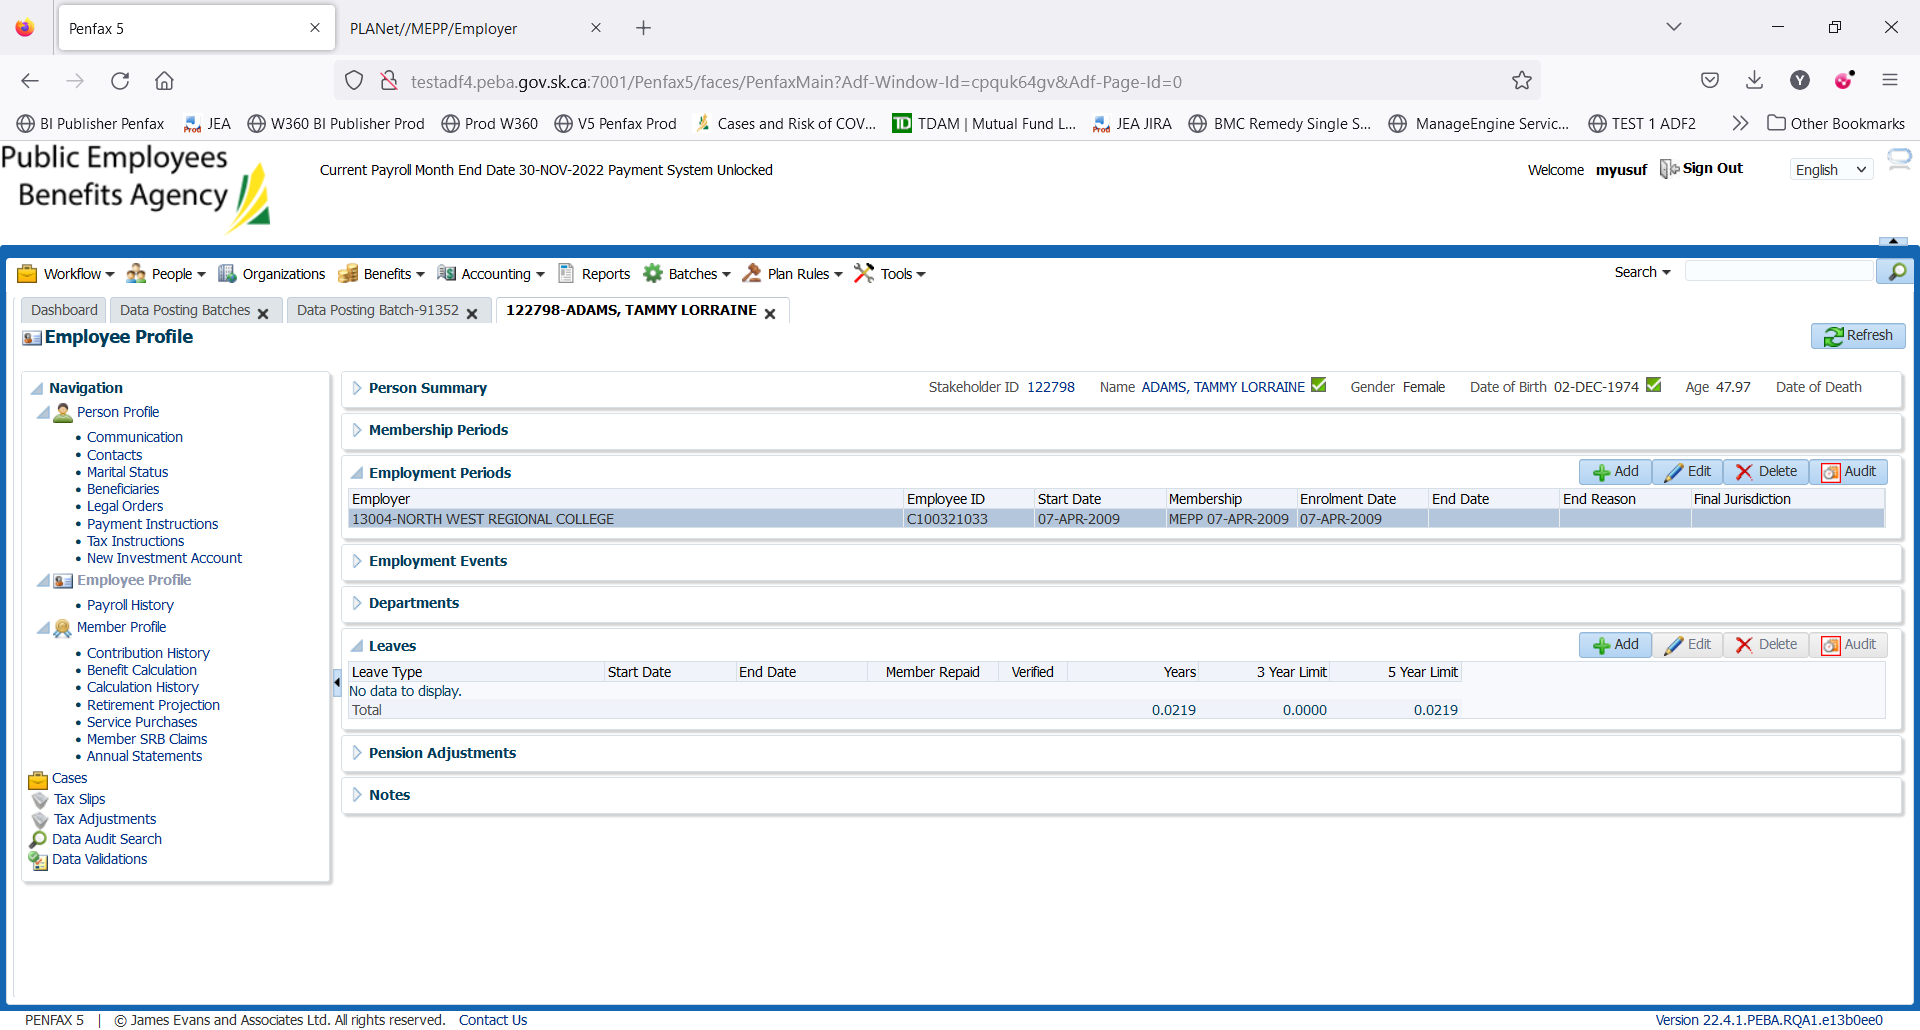 Penfax 5
PLANet//MEPP/Employer
testadf4.peba.gov.sk.ca:7001/Penfax5/faces/PenfaxMain?Adf-Window-Id=cpquk64gv&Adf-Page-Id=0
BI Publisher Penfax JEA W360 BI Publisher Prod Prod W360 V5 Penfax Prod Cases and Risk of COV... TDAM | Mutual Fund L... JEA JIRA BMC Remedy Single S... ManageEngine Servic... TEST 1 ADF2 Other Bookmarks
Public Employees
Benefits Agency
Current Payroll Month End Date 30-NOV-2022 Payment System Unlocked
Welcome myusuf Sign Out English
Workflow People Organizations Benefits Accounting Reports Batches Plan Rules Tools Search
Dashboard Data Posting Batches Data Posting Batch-91352 122798-ADAMS, TAMMY LORRAINE
Employee Profile
Refresh
Navigation
Person Profile
Communication
Contacts
Marital Status
Beneficiaries
Legal Orders
Payment Instructions
Tax Instructions
New Investment Account
Employee Profile
Payroll History
Member Profile
Contribution History
Benefit Calculation
Calculation History
Retirement Projection
Service Purchases
Member SRB Claims
Annual Statements
Cases
Tax Slips
Tax Adjustments
Data Audit Search
Data Validations
Person Summary Stakeholder ID 122798 Name ADAMS, TAMMY LORRAINE Gender Female Date of Birth 02-DEC-1974 Age 47.97 Date of Death
Membership Periods
Employment Periods Add Edit Delete Audit
Employer Employee ID Start Date Membership Enrolment Date End Date End Reason Final Jurisdiction
13004-NORTH WEST REGIONAL COLLEGE C100321033 07-APR-2009 MEPP 07-APR-2009 07-APR-2009
Employment Events
Departments
Leaves Add Edit Delete Audit
Leave Type Start Date End Date Member Repaid Verified Years 3 Year Limit 5 Year Limit
No data to display.
Total 0.0219 0.0000 0.0219
Pension Adjustments
Notes
PENFAX 5 | © James Evans and Associates Ltd. All rights reserved. Contact Us
Version 22.4.1.PEBA.RQA1.e13b0ee0